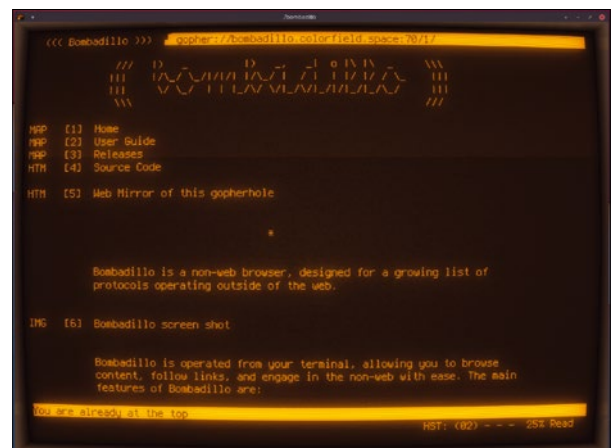 ((( Bombadillo ))) gopher://bombadillo.colorfield.space:70/1/
MAP [1] Home
MAP [2] User Guide
MAP [3] Releases
HTM [4] Source Code
HTM [5] Web Mirror of this gopherhole
*
Bombadillo is a non-web browser, designed for a growing list of
protocols operating outside of the web.
IMG [6] Bombadillo screen shot
Bombadillo is operated from your terminal, allowing you to browse
content, follow links, and engage in the non-web with ease. The main
features of Bombadillo are:
You are already at the top
HST: (02) - - - 25% Read